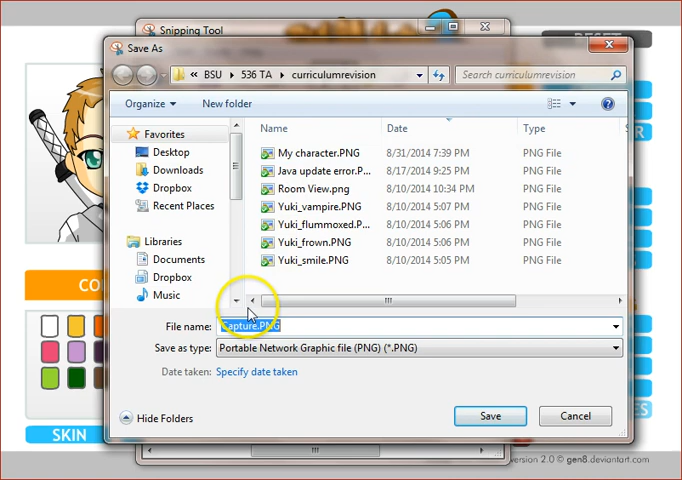 Snipping Tool
RESET
Save As
« BSU 536 TA curriculumrevision
Search curriculumrevision
Organize
New folder
Favorites
Desktop
Downloads
Dropbox
Recent Places
Libraries
Documents
Dropbox
Music
Name Date Type
My character.PNG 8/31/2014 7:39 PM PNG File
Java update error.P... 8/17/2014 9:25 PM PNG File
Room View.png 8/10/2014 10:34 PM PNG File
Yuki_vampire.PNG 8/10/2014 5:07 PM PNG File
Yuki_flummoxed.P... 8/10/2014 5:06 PM PNG File
Yuki_frown.PNG 8/10/2014 5:06 PM PNG File
Yuki_smile.PNG 8/10/2014 5:05 PM PNG File
File name: Capture.PNG
Save as type: Portable Network Graphic file (PNG) (*.PNG)
Date taken: Specify date taken
Hide Folders
Save
Cancel
CO
SKIN
version 2.0 © gen8.deviantart.com